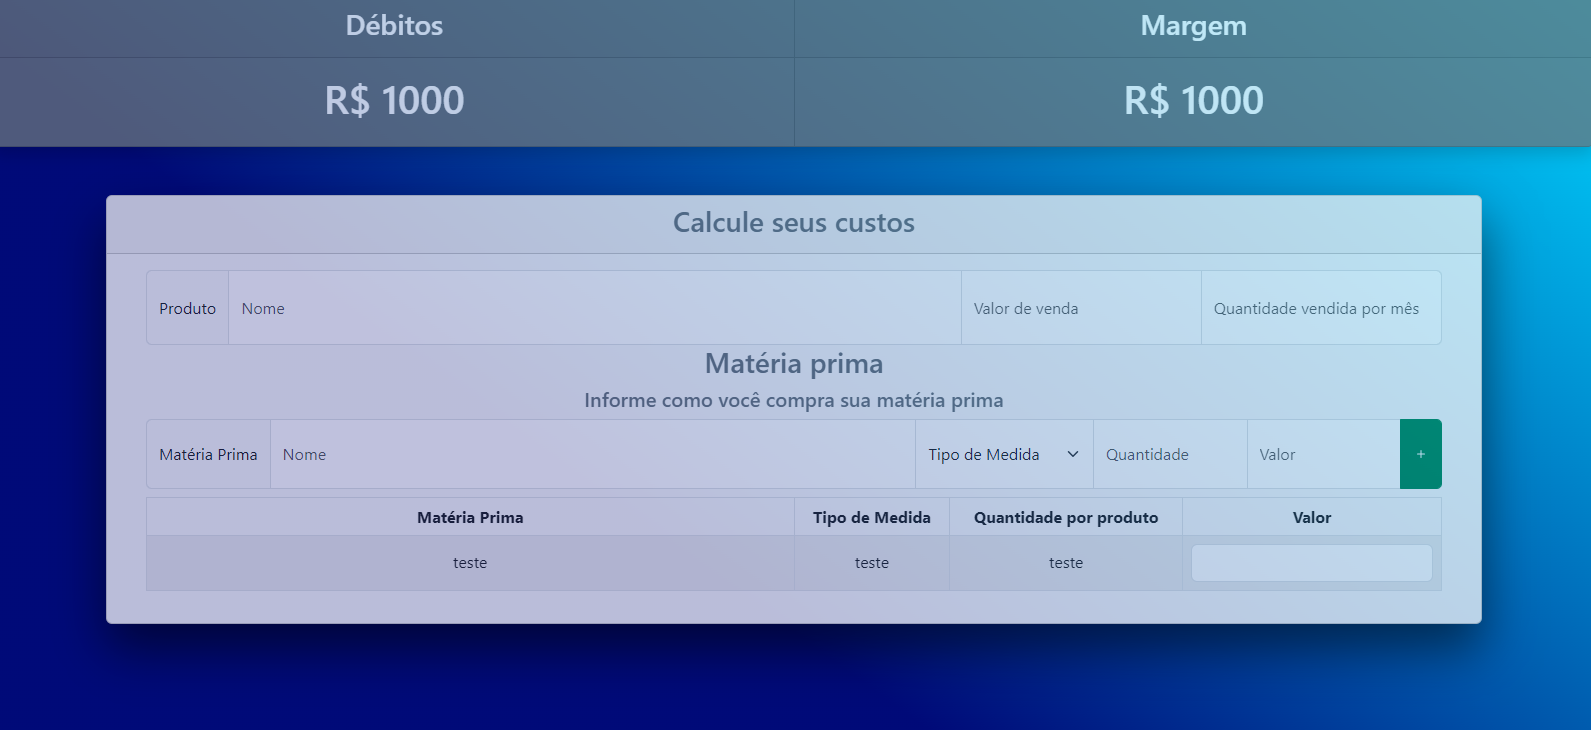 Débitos Margem
R$ 1000 R$ 1000
Calcule seus custos
Produto Nome Valor de venda Quantidade vendida por mês
Matéria prima
Informe como você compra sua matéria prima
Matéria Prima Nome Tipo de Medida Quantidade Valor +
Matéria Prima Tipo de Medida Quantidade por produto Valor
teste teste teste